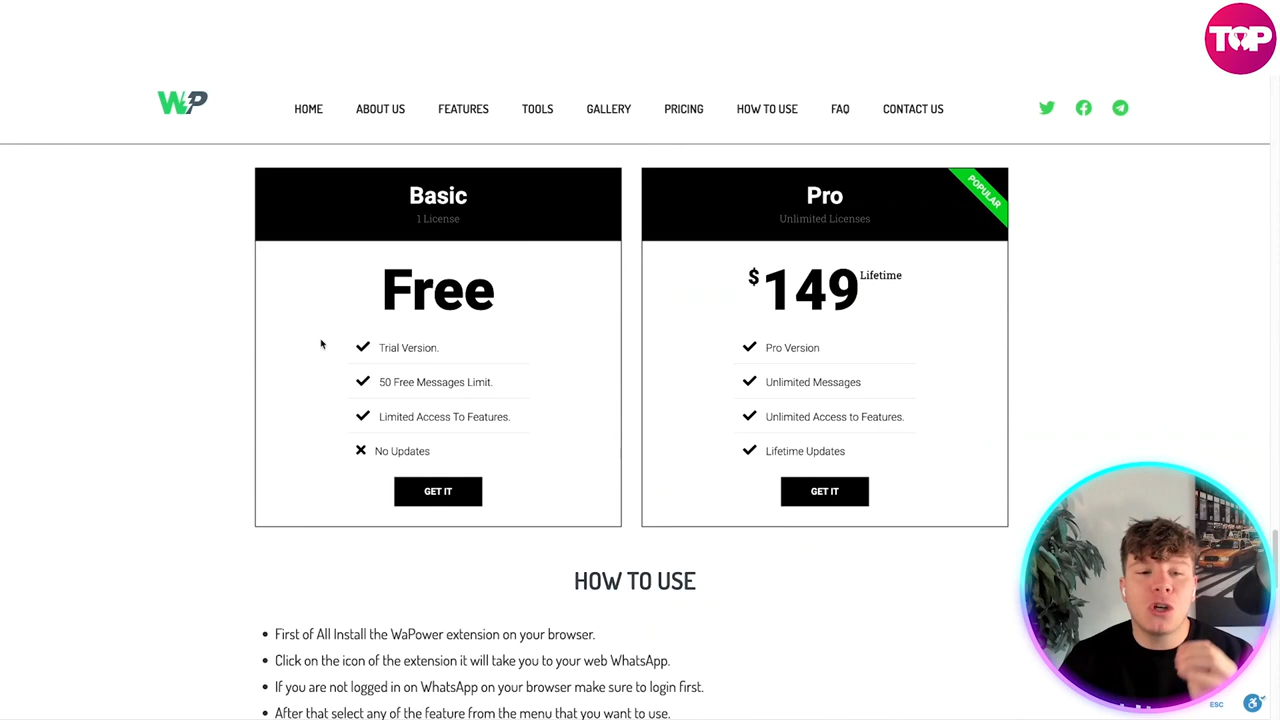 TOP
WP
HOME ABOUT US FEATURES TOOLS GALLERY PRICING HOW TO USE FAQ CONTACT US
Basic
1 License
Free
Trial Version.
50 Free Messages Limit.
Limited Access To Features.
No Updates
GET IT
Pro
Unlimited Licenses
POPULAR
$149 Lifetime
Pro Version
Unlimited Messages
Unlimited Access to Features.
Lifetime Updates
GET IT
HOW TO USE
First of All Install the WaPower extension on your browser.
Click on the icon of the extension it will take you to your web WhatsApp.
If you are not logged in on WhatsApp on your browser make sure to login first.
After that select any of the feature from the menu that you want to use.
ESC